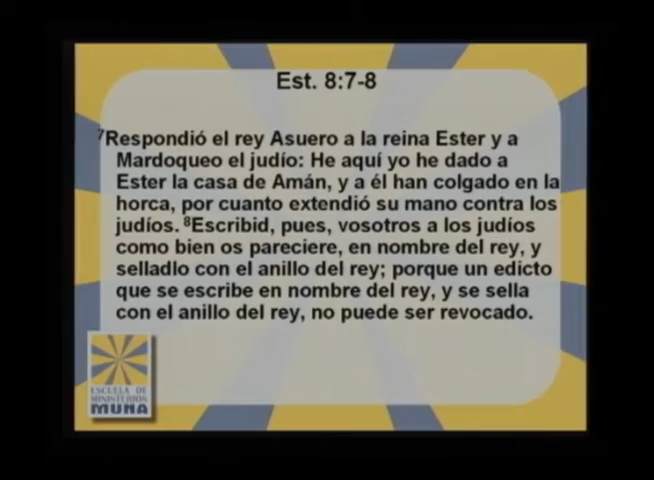 Est. 8:7-8
⁷Respondió el rey Asuero a la reina Ester y a
Mardoqueo el judío: He aquí yo he dado a
Ester la casa de Amán, y a él han colgado en la
horca, por cuanto extendió su mano contra los
judíos. ⁸Escribid, pues, vosotros a los judíos
como bien os pareciere, en nombre del rey, y
selladlo con el anillo del rey; porque un edicto
que se escribe en nombre del rey, y se sella
con el anillo del rey, no puede ser revocado.
ESCUELA DE
MINISTERIOS
MUNA